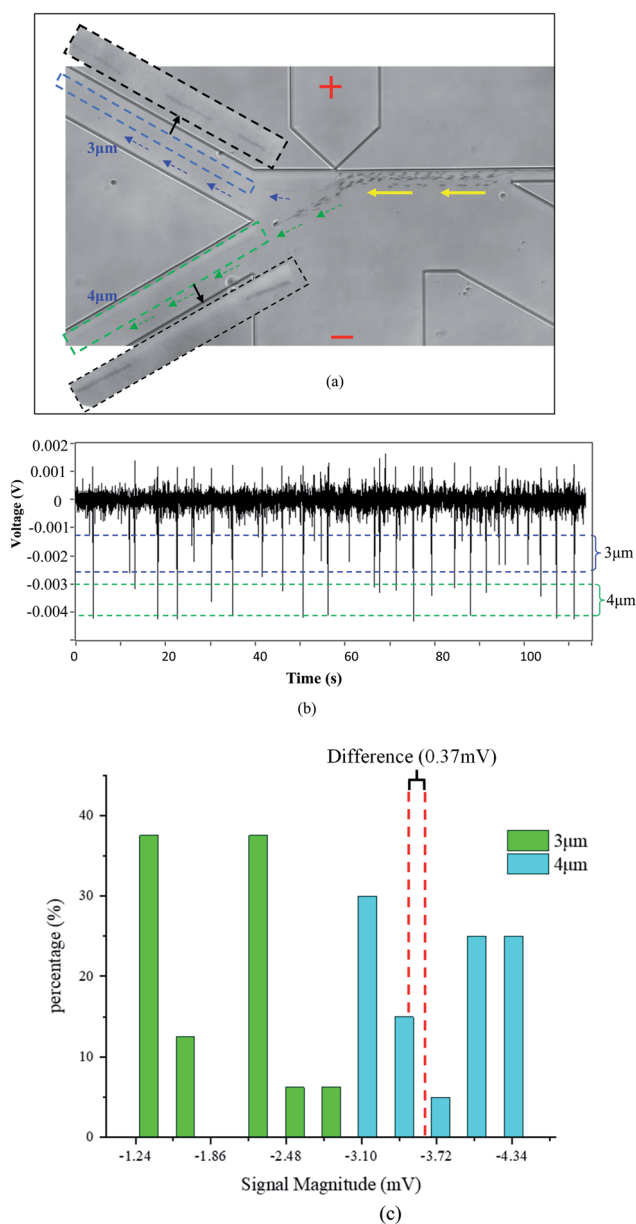 +
3μm
4μm
−
(a)
0.002
0.001
0
-0.001
-0.002
-0.003
-0.004
Voltage (V)
3μm
4μm
0 20 40 60 80 100
Time (s)
(b)
Difference (0.37mV)
40
30
20
10
0
percentage (%)
3μm
4μm
-1.24 -1.86 -2.48 -3.10 -3.72 -4.34
Signal Magnitude (mV)
(c)